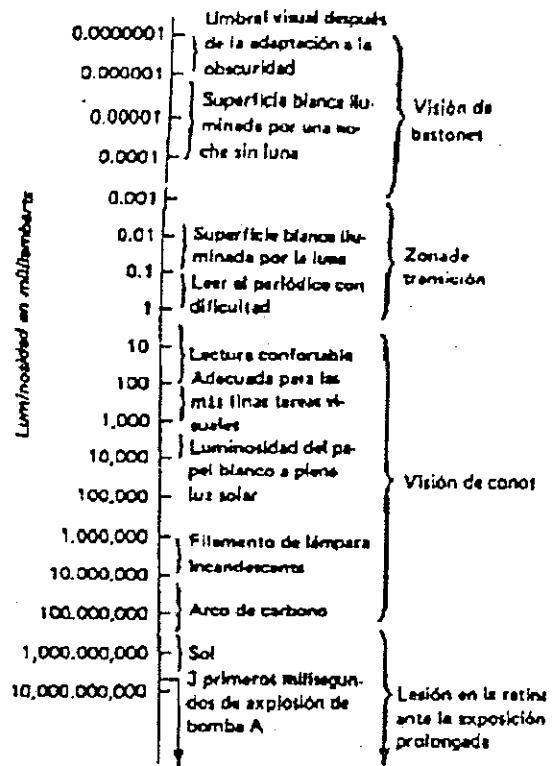 Luminosidad en mililamberts
0.0000001
0.000001
0.00001
0.0001
0.001
0.01
0.1
1
10
100
1,000
10,000
100,000
1.000,000
10.000,000
100.000,000
1,000.000,000
10,000.000,000
Umbral visual después
de la adaptación a la
obscuridad
Superficie blanca ilu-
minada por una no-
che sin luna
Superficie blanca ilu-
minada por la luna
Leer el periódico con
dificultad
Lectura confortable
Adecuada para las
más finas tareas vi-
suales
Luminosidad del pa-
pel blanco a plena
luz solar
Filamento de lámpara
incandescente
Arco de carbono
Sol
3 primeros milisegun-
dos de explosión de
bomba A
Visión de
bastones
Zona de
transición
Visión de conos
Lesión en la retina
ante la exposición
prolongada